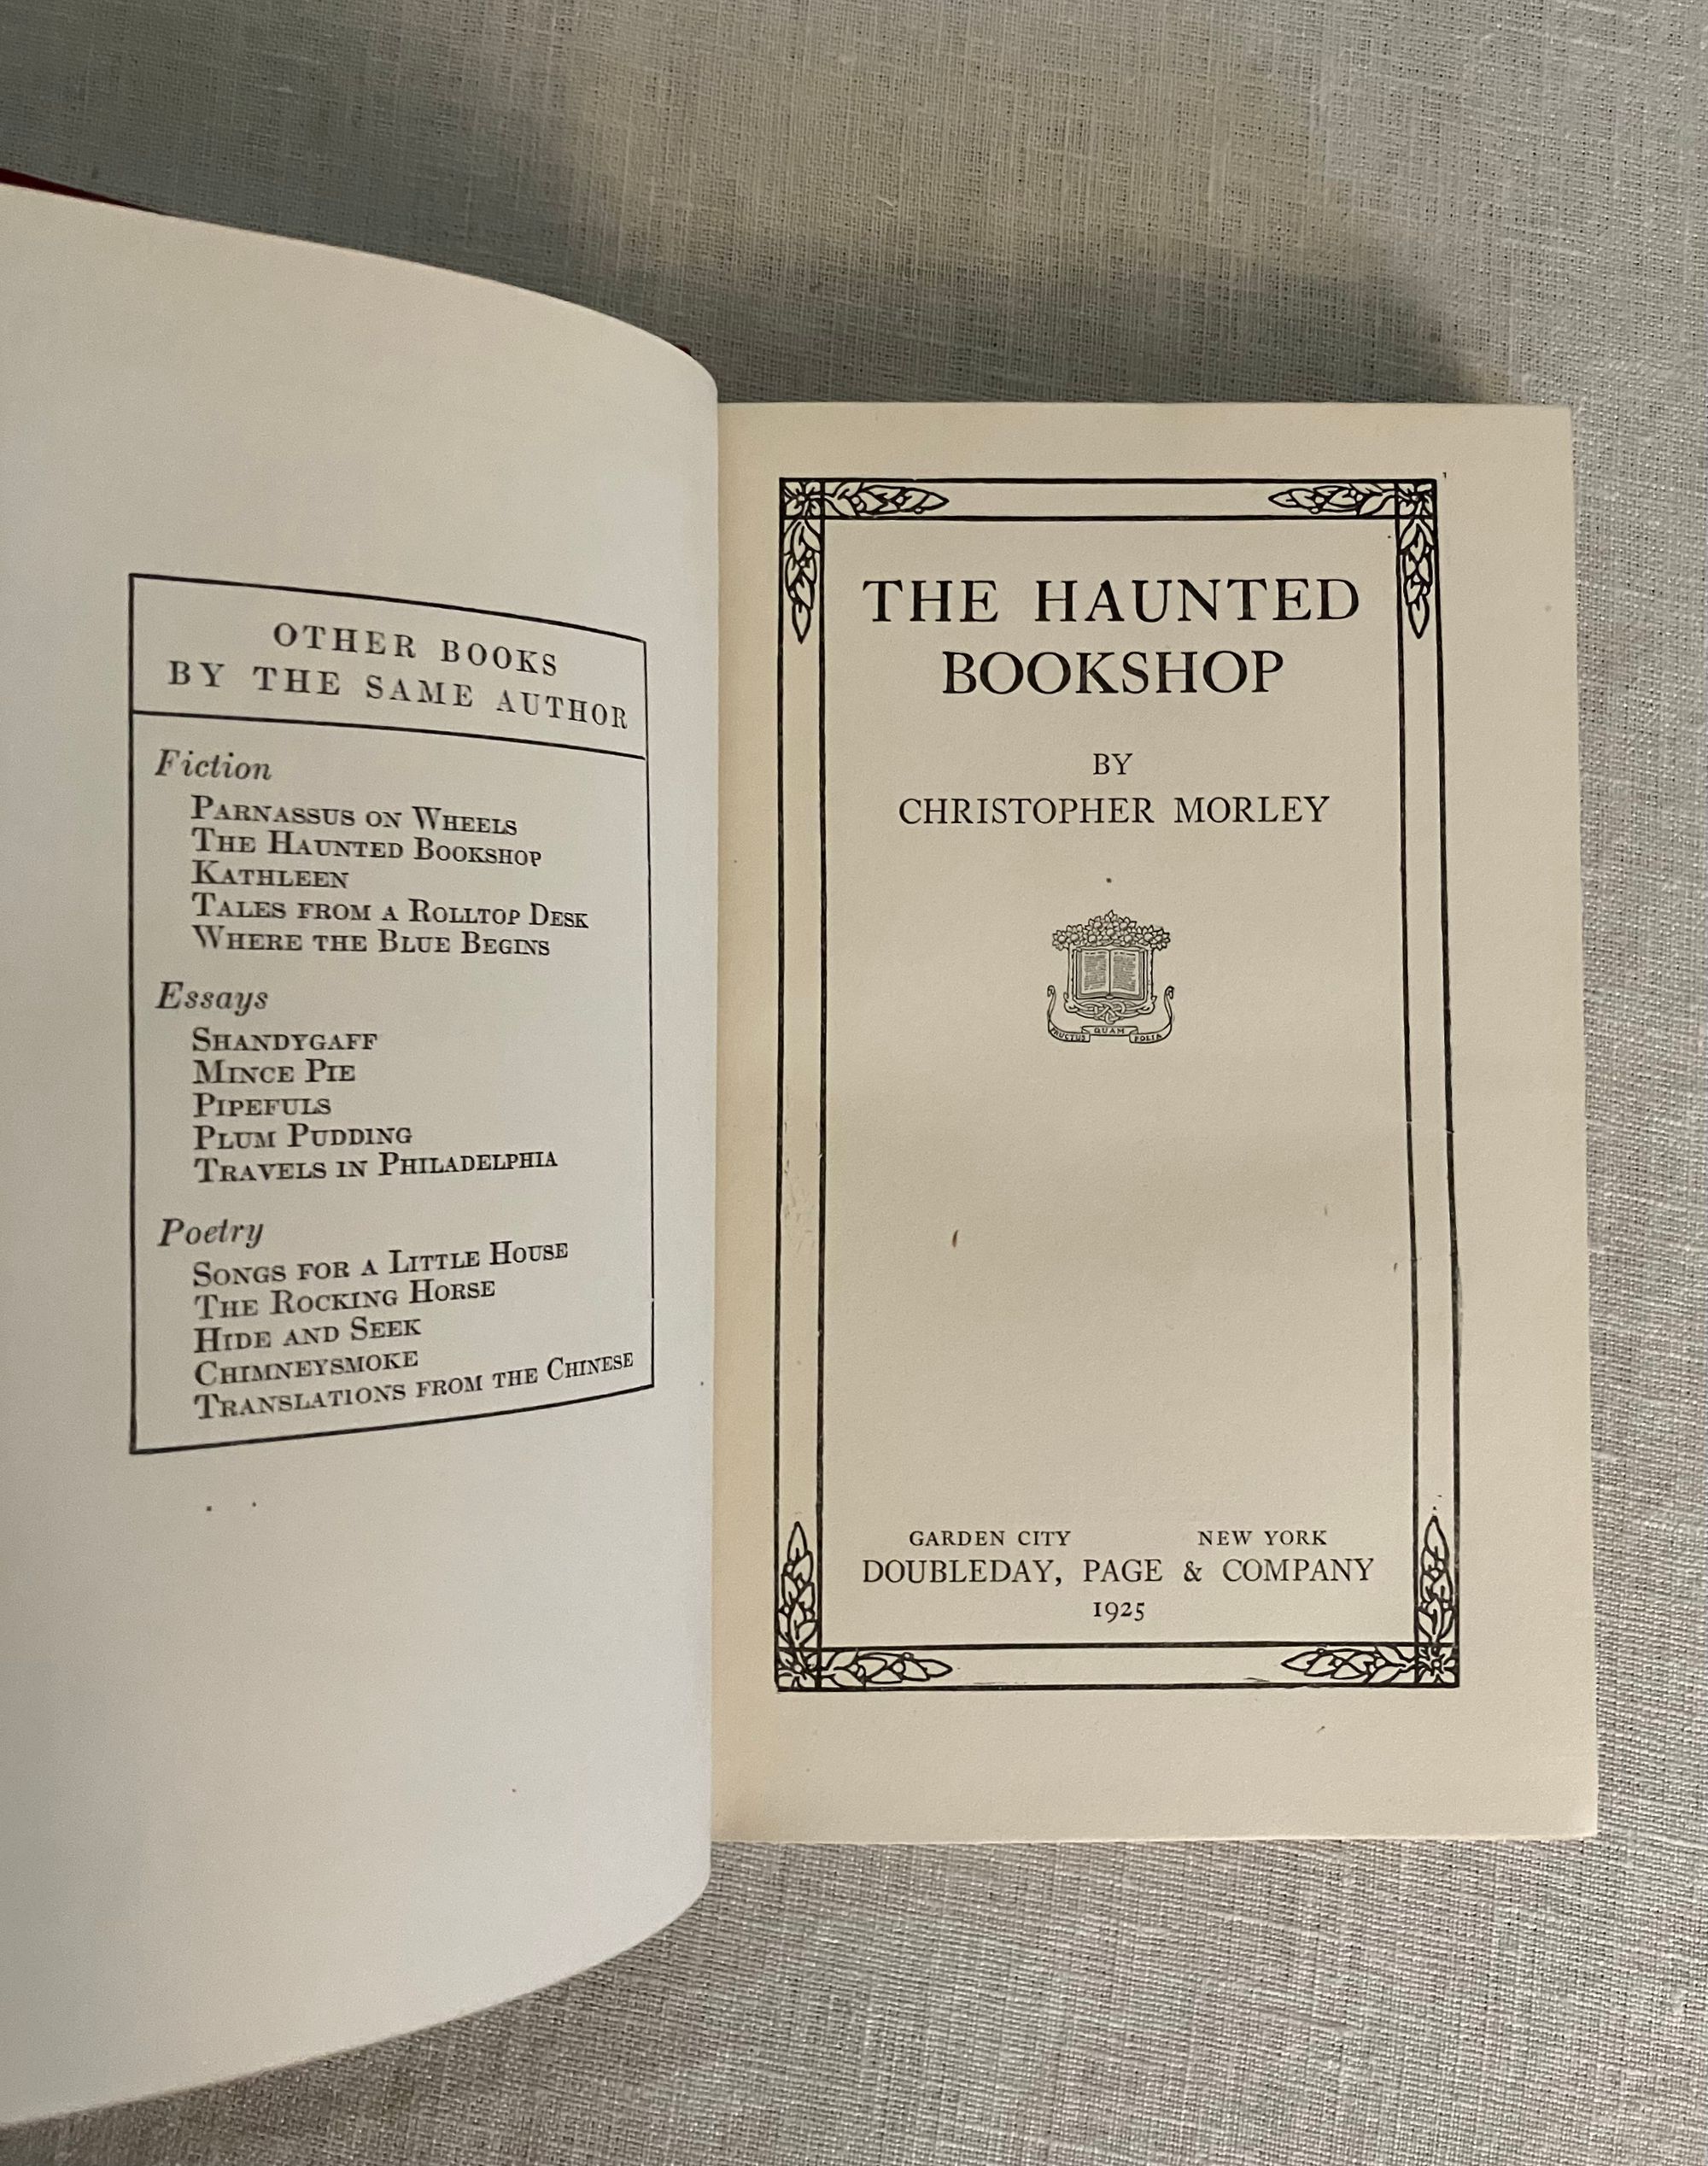 OTHER BOOKS
BY THE SAME AUTHOR
Fiction
PARNASSUS ON WHEELS
THE HAUNTED BOOKSHOP
KATHLEEN
TALES FROM A ROLLTOP DESK
WHERE THE BLUE BEGINS
Essays
SHANDYGAFF
MINCE PIE
PIPEFULS
PLUM PUDDING
TRAVELS IN PHILADELPHIA
Poetry
SONGS FOR A LITTLE HOUSE
THE ROCKING HORSE
HIDE AND SEEK
CHIMNEYSMOKE
TRANSLATIONS FROM THE CHINESE
THE HAUNTED
BOOKSHOP
BY
CHRISTOPHER MORLEY
FRUCTUS QUAM FOLIA
GARDEN CITY NEW YORK
DOUBLEDAY, PAGE & COMPANY
1925